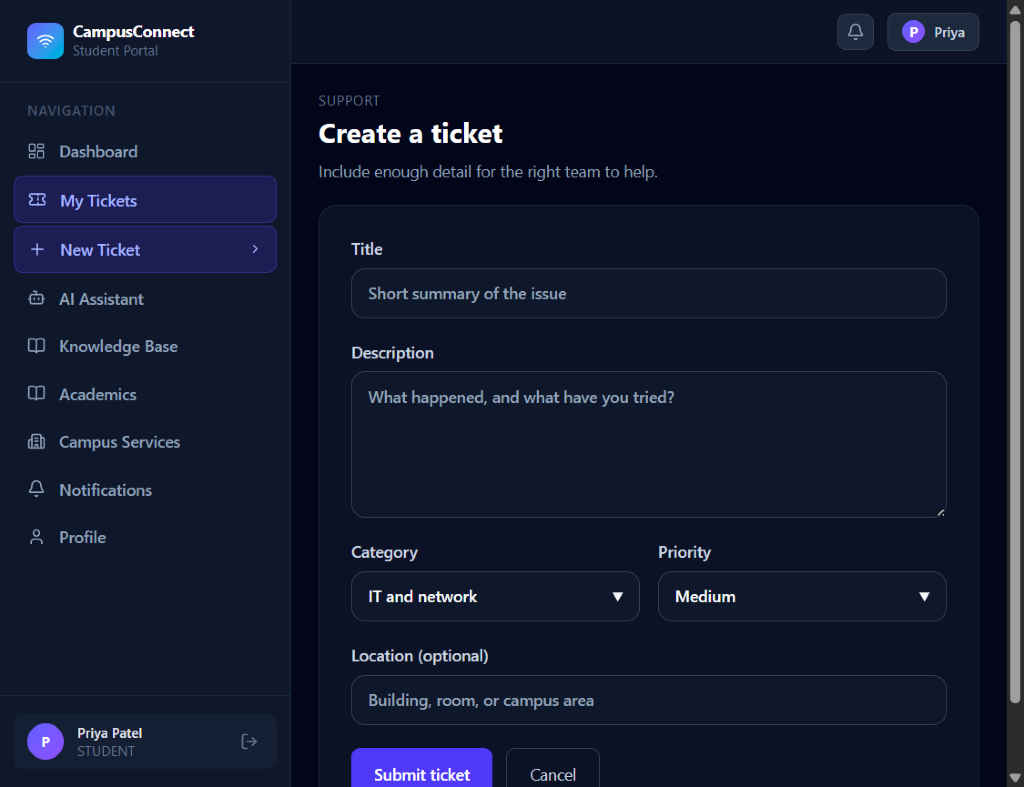 CampusConnect
Student Portal
P Priya
NAVIGATION
Dashboard
My Tickets
New Ticket
AI Assistant
Knowledge Base
Academics
Campus Services
Notifications
Profile
P
Priya Patel
STUDENT
SUPPORT
Create a ticket
Include enough detail for the right team to help.
Title
Short summary of the issue
Description
What happened, and what have you tried?
Category Priority
IT and network Medium
Location (optional)
Building, room, or campus area
Submit ticket Cancel